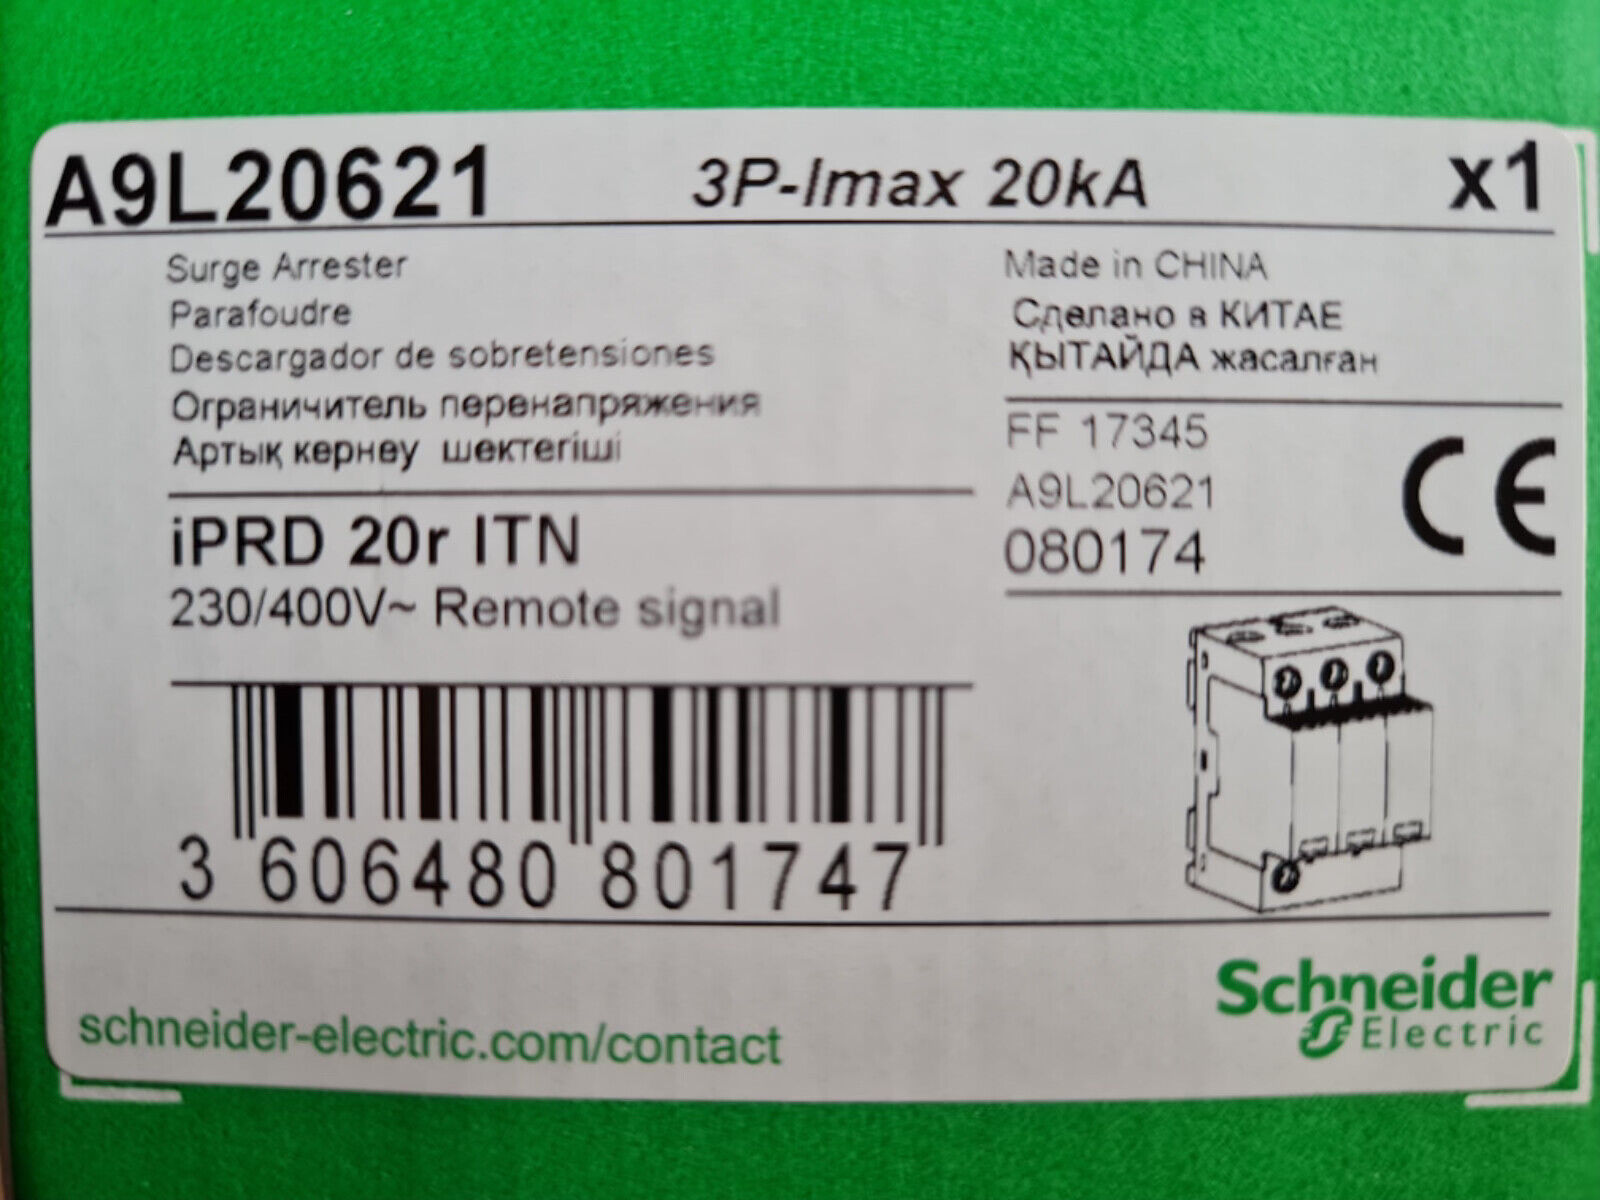 A9L20621 3P-Imax 20kA x1
Surge Arrester
Parafoudre
Descargador de sobretensiones
Ограничитель перенапряжения
Артық кернеу шектегіші
Made in CHINA
Сделано в КИТАЕ
ҚЫТАЙДА жасалған
iPRD 20r ITN
230/400V~ Remote signal
FF 17345
A9L20621
080174
CE
3 606480 801747
schneider-electric.com/contact
Schneider
Electric